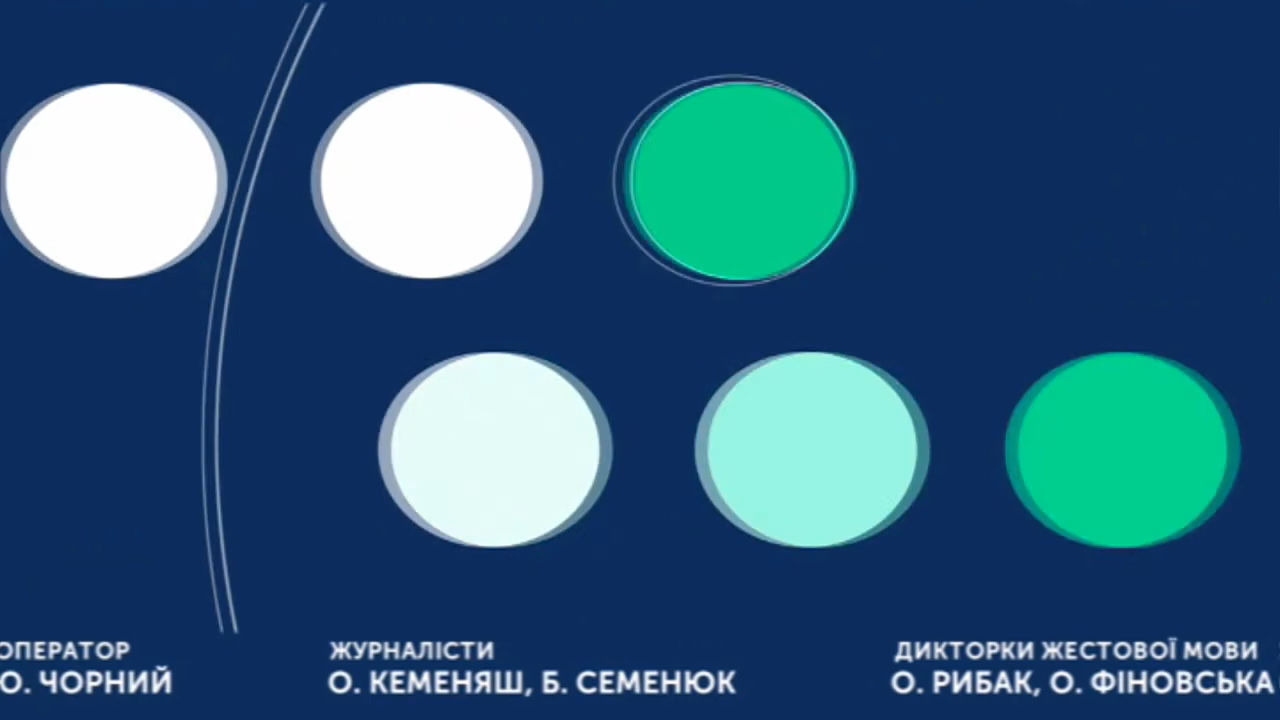 ОПЕРАТОР
О. ЧОРНИЙ
ЖУРНАЛІСТИ
О. КЕМЕНЯШ, Б. СЕМЕНЮК
ДИКТОРКИ ЖЕСТОВОЇ МОВИ
О. РИБАК, О. ФІНОВСЬКА